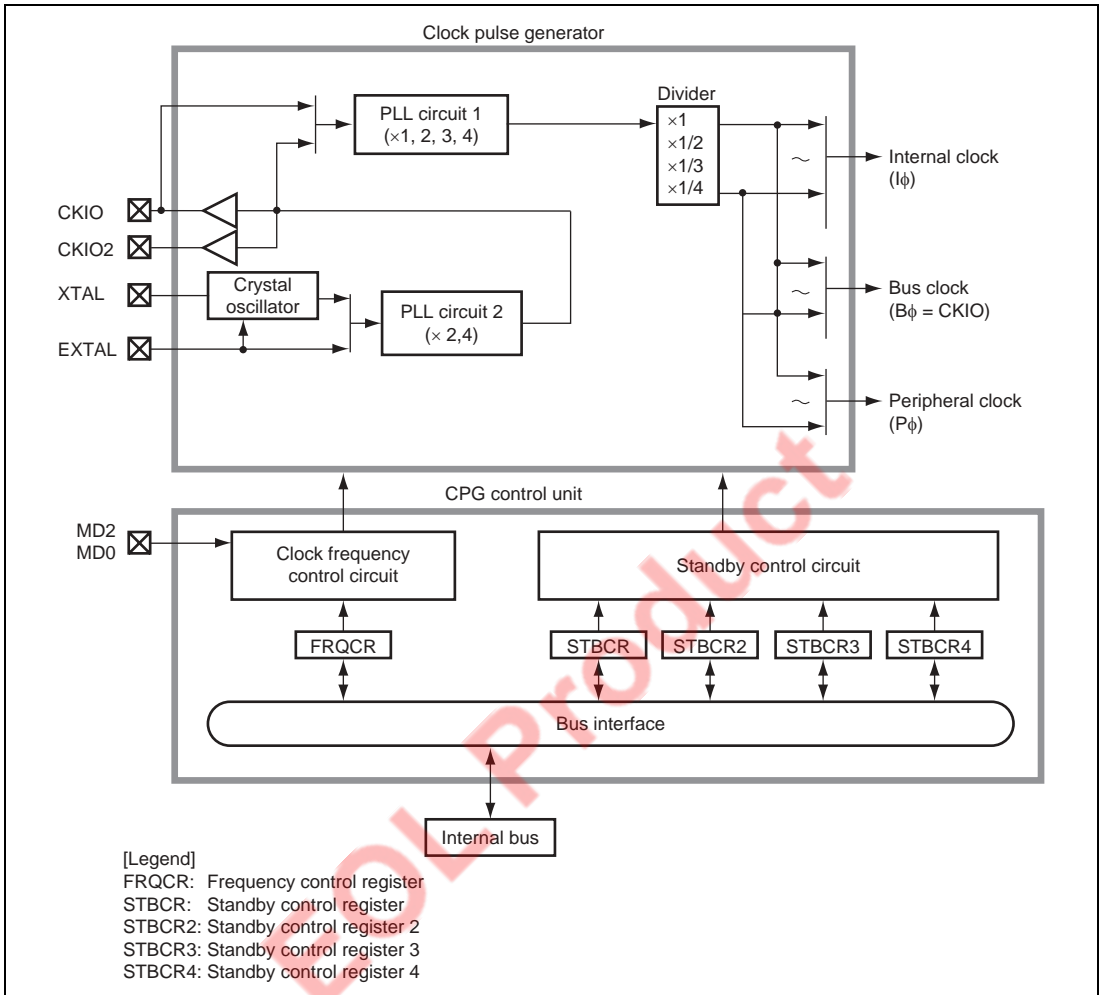 Clock pulse generator
PLL circuit 1
(×1, 2, 3, 4)
Divider
×1
×1/2
×1/3
×1/4
Internal clock
(Iϕ)
CKIO
CKIO2
XTAL
EXTAL
Crystal
oscillator
PLL circuit 2
(× 2,4)
Bus clock
(Bϕ = CKIO)
Peripheral clock
(Pϕ)
CPG control unit
MD2
MD0
Clock frequency
control circuit
Standby control circuit
FRQCR
STBCR
STBCR2
STBCR3
STBCR4
Bus interface
Internal bus
[Legend]
FRQCR: Frequency control register
STBCR: Standby control register
STBCR2: Standby control register 2
STBCR3: Standby control register 3
STBCR4: Standby control register 4
EOL Product